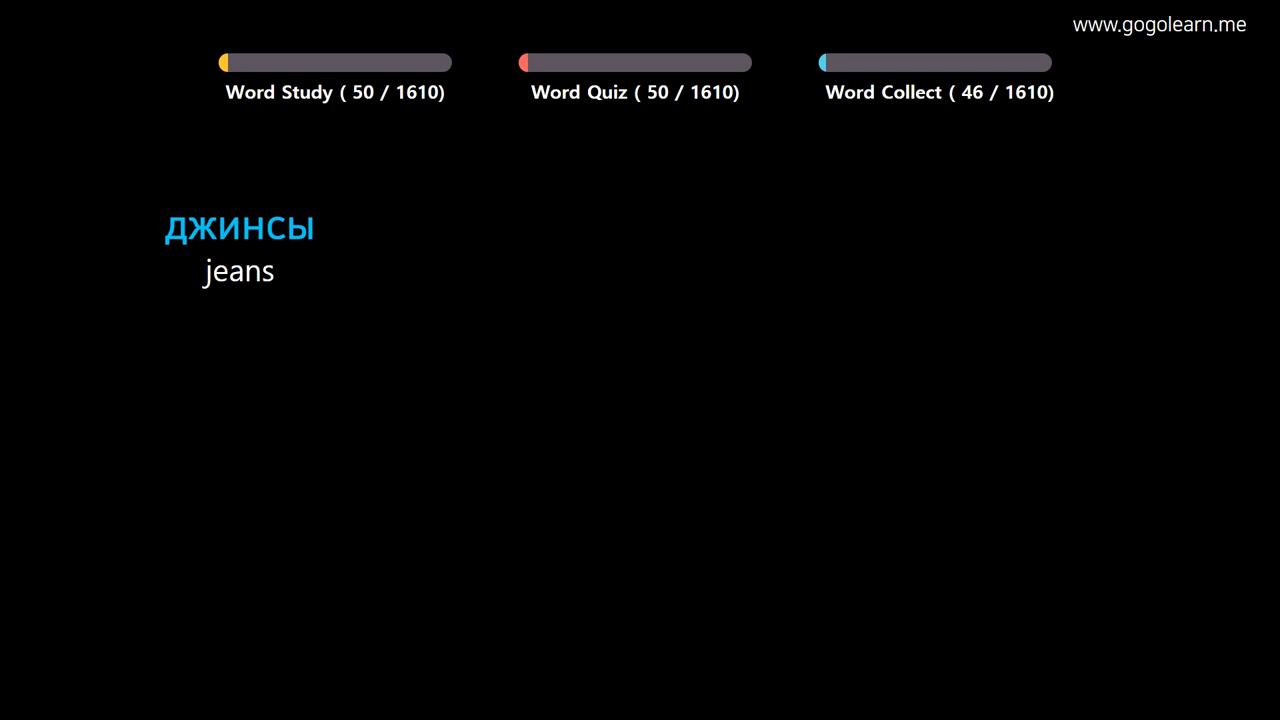 www.gogolearn.me
Word Study ( 50 / 1610)
Word Quiz ( 50 / 1610)
Word Collect ( 46 / 1610)
джинсы
jeans